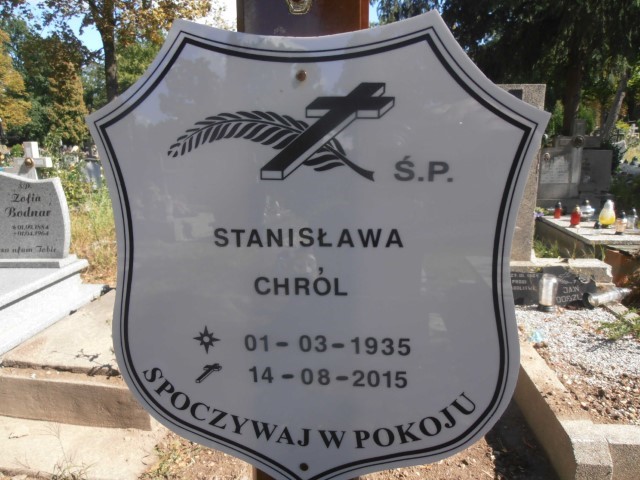 Ś.P.
STANISŁAWA
CHRÓL
01-03-1935
14-08-2015
SPOCZYWAJ W POKOJU
Zofia
Bodnar